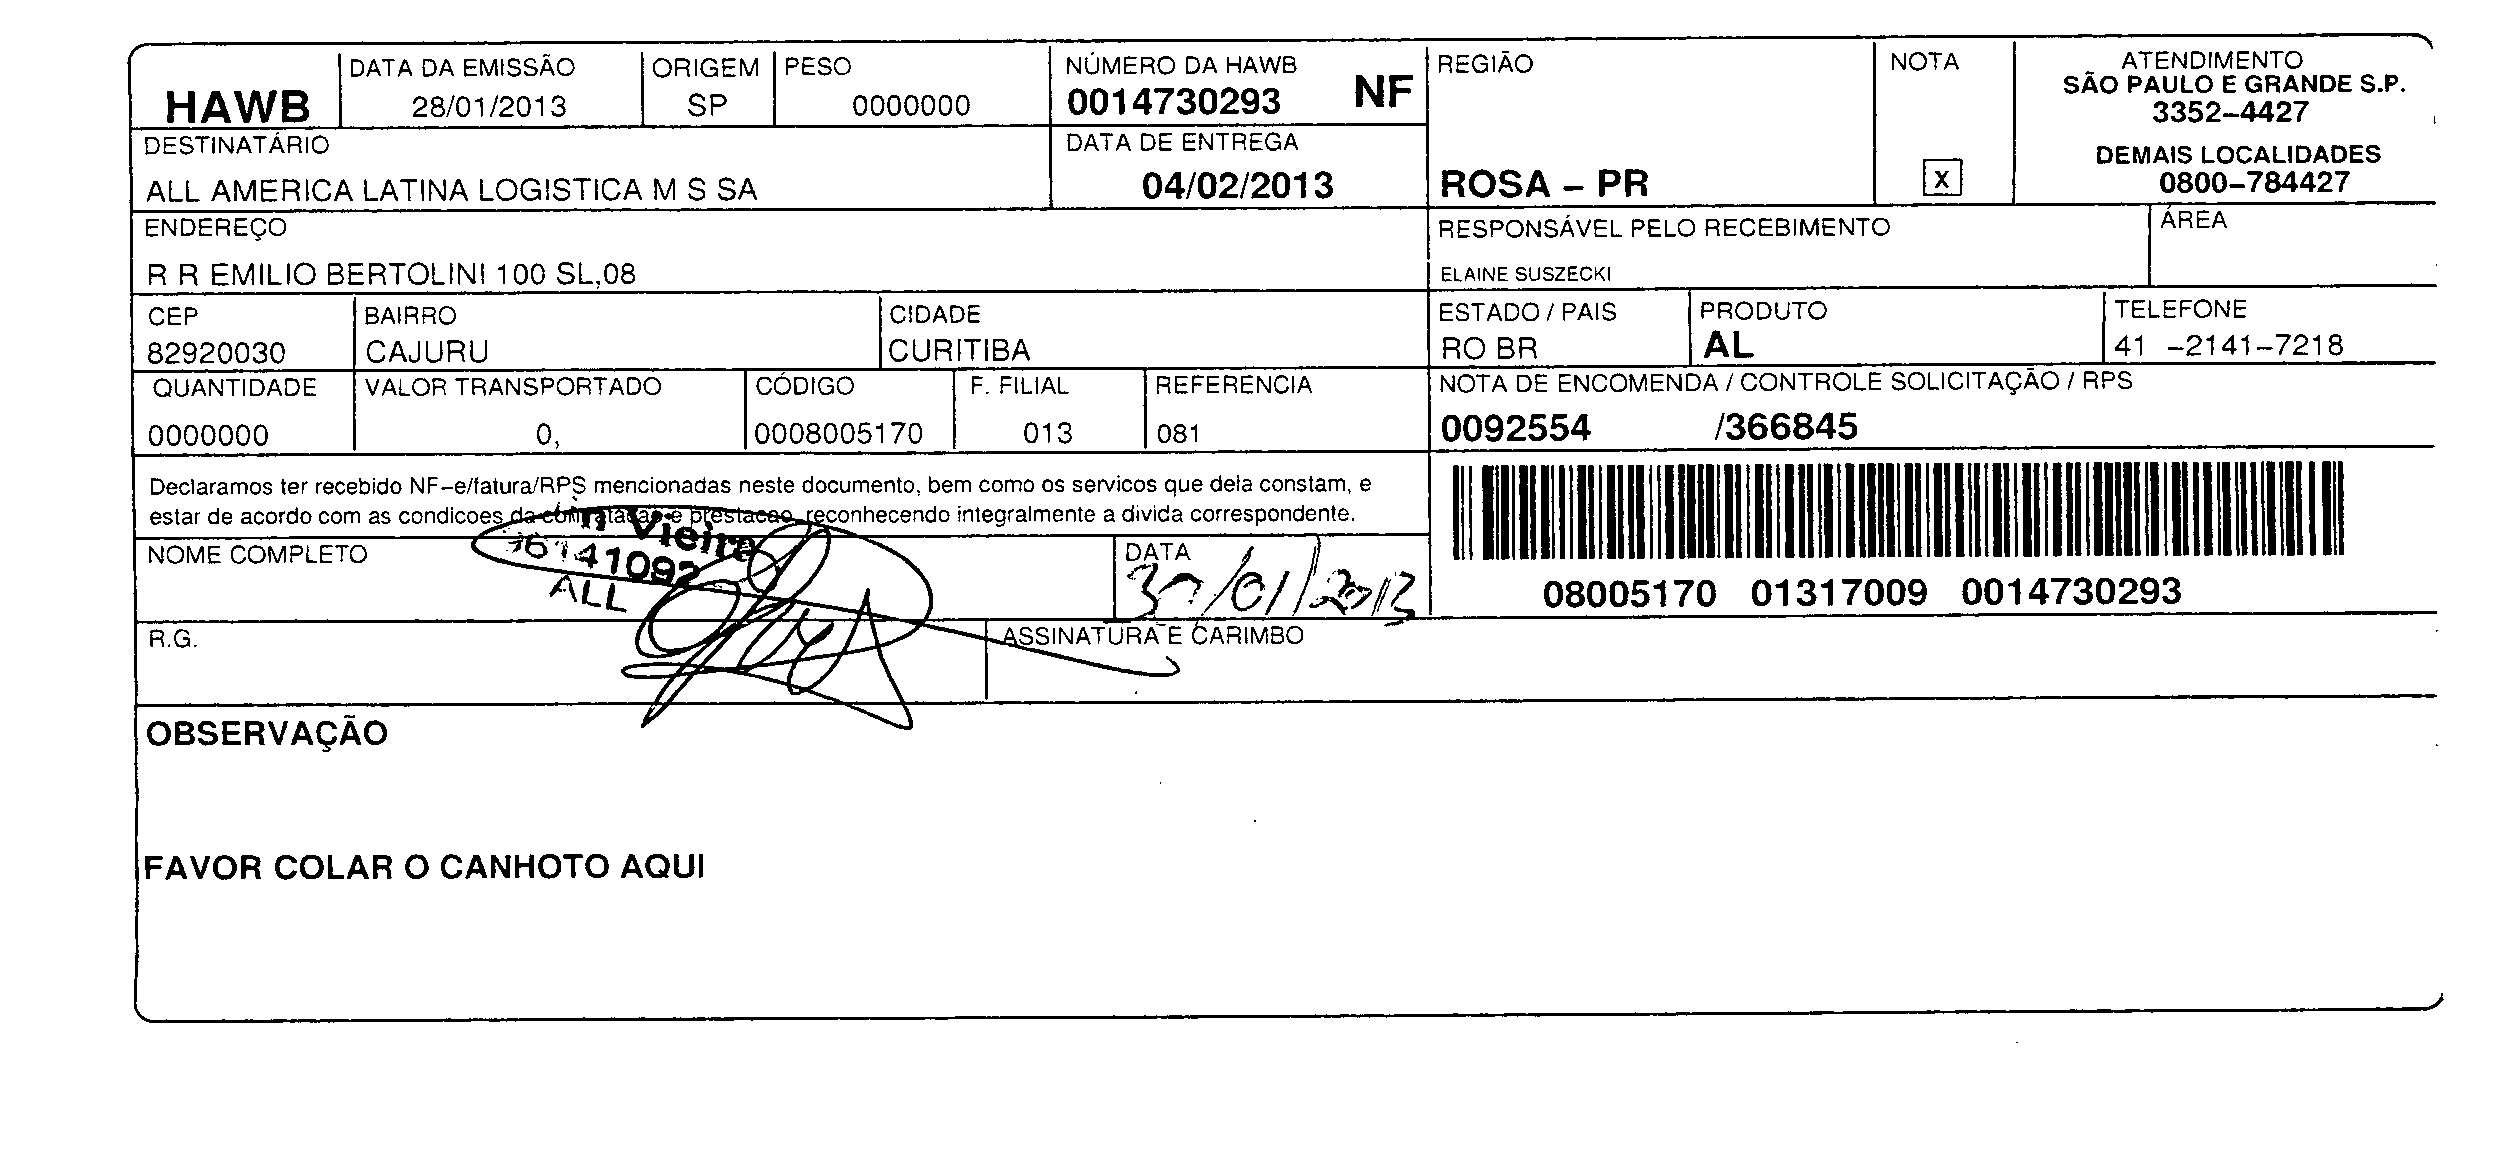 HAWB
DATA DA EMISSÃO
28/01/2013
ORIGEM
SP
PESO
0000000
NÚMERO DA HAWB
0014730293 NF
REGIÃO
ROSA – PR
NOTA
X
ATENDIMENTO
SÃO PAULO E GRANDE S.P.
3352–4427
DEMAIS LOCALIDADES
0800–784427
DESTINATÁRIO
ALL AMERICA LATINA LOGISTICA M S SA
DATA DE ENTREGA
04/02/2013
ENDEREÇO
R R EMILIO BERTOLINI 100 SL,08
RESPONSÁVEL PELO RECEBIMENTO
ELAINE SUSZECKI
ÁREA
CEP
82920030
BAIRRO
CAJURU
CIDADE
CURITIBA
ESTADO / PAIS
RO BR
PRODUTO
AL
TELEFONE
41 –2141–7218
QUANTIDADE
0000000
VALOR TRANSPORTADO
0,
CÓDIGO
0008005170
F. FILIAL
013
REFERENCIA
081
NOTA DE ENCOMENDA / CONTROLE SOLICITAÇÃO / RPS
0092554 /366845
Declaramos ter recebido NF–e/fatura/RPS mencionadas neste documento, bem como os servicos que dela constam, e
estar de acordo com as condicoes da contratacao e prestacao, reconhecendo integralmente a divida correspondente.
08005170 01317009 0014730293
NOME COMPLETO
Vieira
ALL
DATA
/01/2013
R.G.
ASSINATURA E CARIMBO
OBSERVAÇÃO
FAVOR COLAR O CANHOTO AQUI